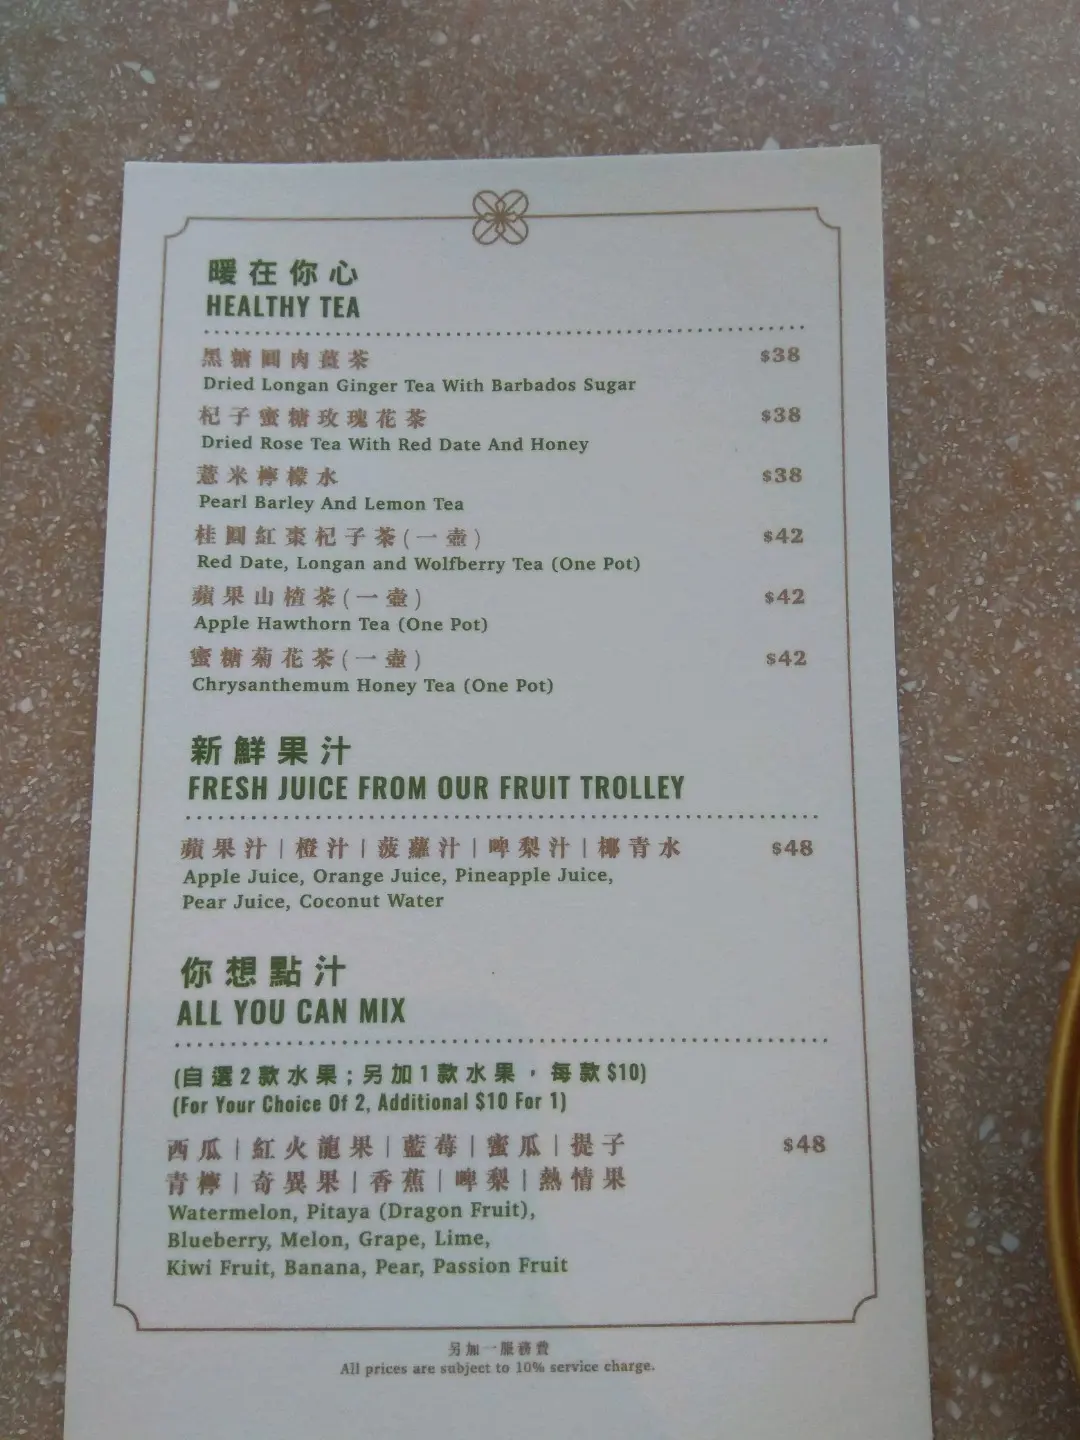 暖在你心
HEALTHY TEA
黑糖圓肉薑茶 $38
Dried Longan Ginger Tea With Barbados Sugar
杞子蜜糖玫瑰花茶 $38
Dried Rose Tea With Red Date And Honey
薏米檸檬水 $38
Pearl Barley And Lemon Tea
桂圓紅棗杞子茶(一壺) $42
Red Date, Longan and Wolfberry Tea (One Pot)
蘋果山楂茶(一壺) $42
Apple Hawthorn Tea (One Pot)
蜜糖菊花茶(一壺) $42
Chrysanthemum Honey Tea (One Pot)
新鮮果汁
FRESH JUICE FROM OUR FRUIT TROLLEY
蘋果汁|橙汁|菠蘿汁|啤梨汁|椰青水 $48
Apple Juice, Orange Juice, Pineapple Juice,
Pear Juice, Coconut Water
你想點汁
ALL YOU CAN MIX
(自選2款水果;另加1款水果,每款$10)
(For Your Choice Of 2, Additional $10 For 1)
西瓜|紅火龍果|藍莓|蜜瓜|提子 $48
青檸|奇異果|香蕉|啤梨|熱情果
Watermelon, Pitaya (Dragon Fruit),
Blueberry, Melon, Grape, Lime,
Kiwi Fruit, Banana, Pear, Passion Fruit
另加一服務費
All prices are subject to 10% service charge.